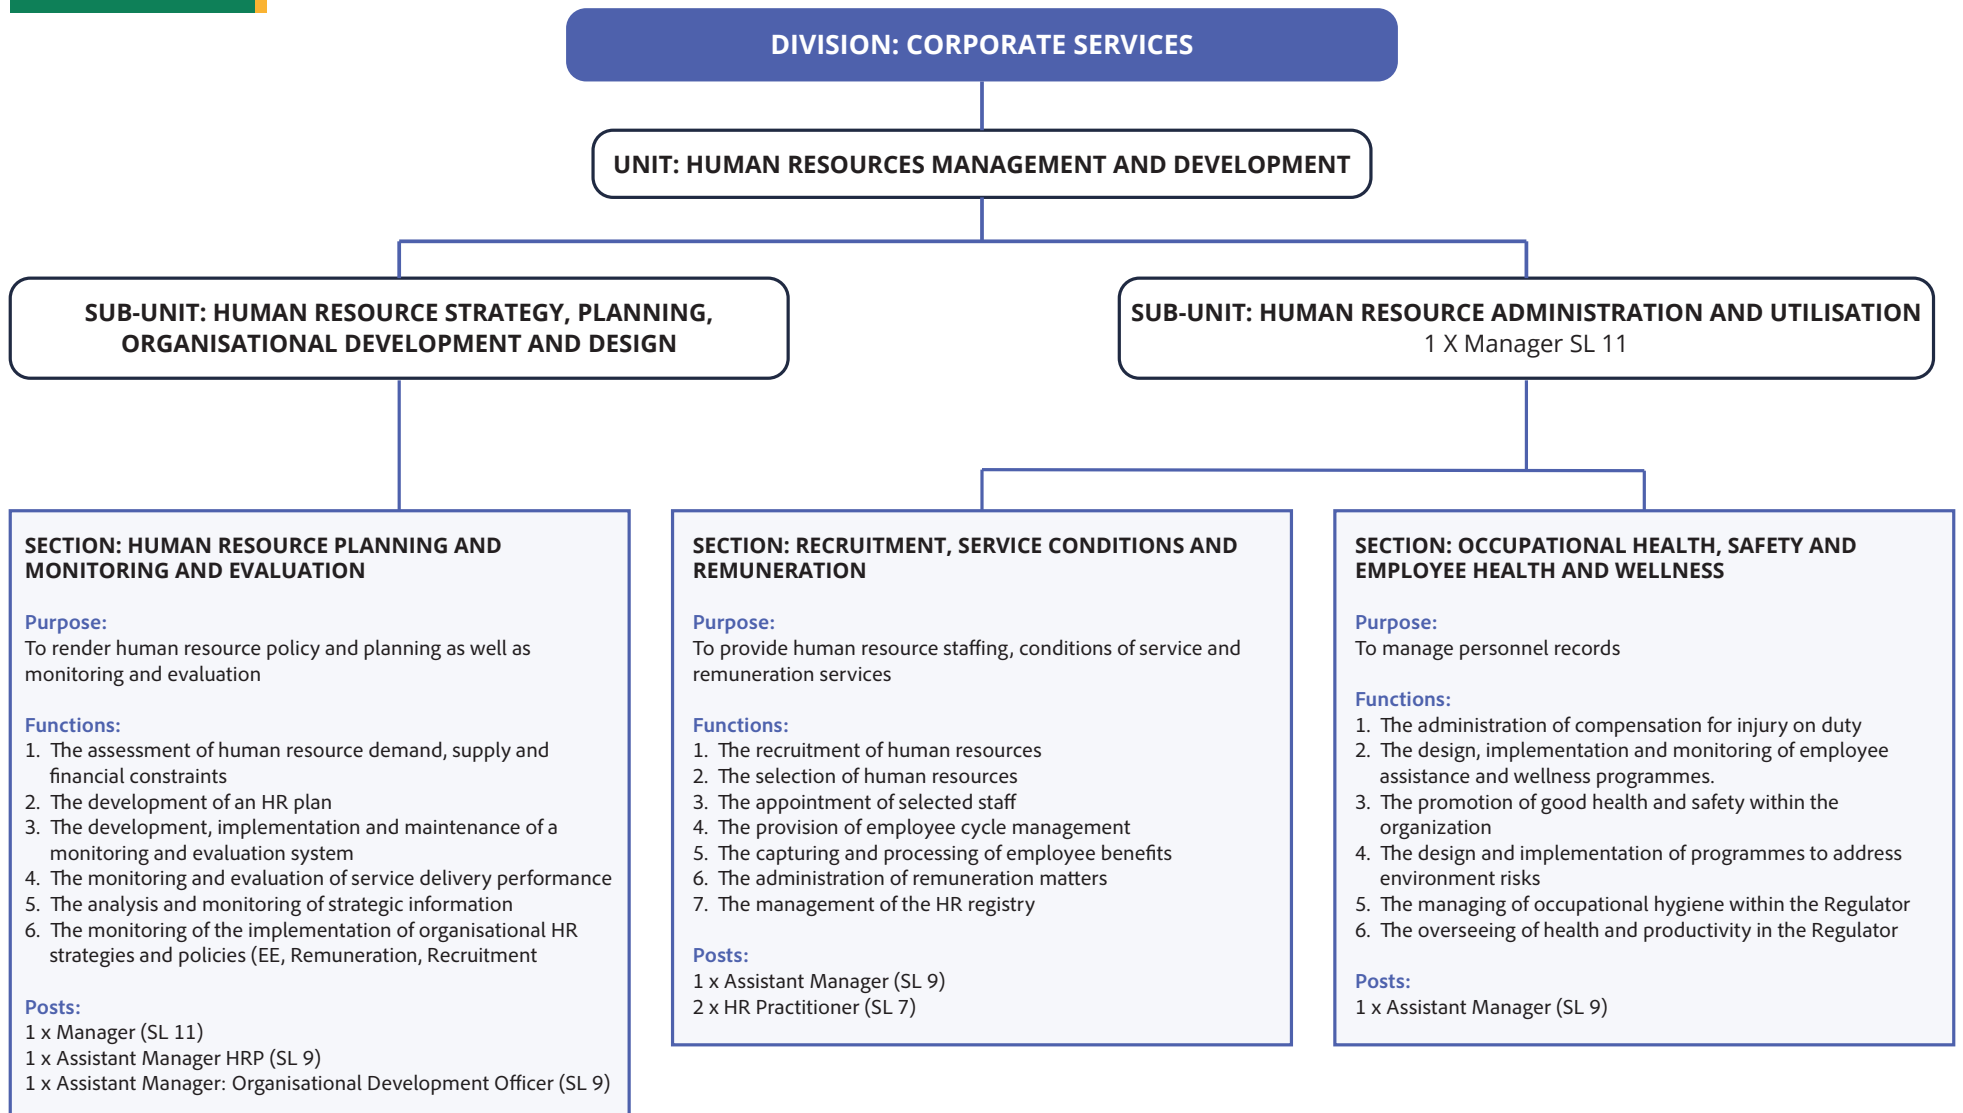 DIVISION: CORPORATE SERVICES
UNIT: HUMAN RESOURCES MANAGEMENT AND DEVELOPMENT
SUB-UNIT: HUMAN RESOURCE STRATEGY, PLANNING,
ORGANISATIONAL DEVELOPMENT AND DESIGN
SUB-UNIT: HUMAN RESOURCE ADMINISTRATION AND UTILISATION
1 X Manager SL 11
SECTION: HUMAN RESOURCE PLANNING AND
MONITORING AND EVALUATION
Purpose:
To render human resource policy and planning as well as
monitoring and evaluation
Functions:
1. The assessment of human resource demand, supply and
financial constraints
2. The development of an HR plan
3. The development, implementation and maintenance of a
monitoring and evaluation system
4. The monitoring and evaluation of service delivery performance
5. The analysis and monitoring of strategic information
6. The monitoring of the implementation of organisational HR
strategies and policies (EE, Remuneration, Recruitment
Posts:
1 x Manager (SL 11)
1 x Assistant Manager HRP (SL 9)
1 x Assistant Manager: Organisational Development Officer (SL 9)
SECTION: RECRUITMENT, SERVICE CONDITIONS AND
REMUNERATION
Purpose:
To provide human resource staffing, conditions of service and
remuneration services
Functions:
1. The recruitment of human resources
2. The selection of human resources
3. The appointment of selected staff
4. The provision of employee cycle management
5. The capturing and processing of employee benefits
6. The administration of remuneration matters
7. The management of the HR registry
Posts:
1 x Assistant Manager (SL 9)
2 x HR Practitioner (SL 7)
SECTION: OCCUPATIONAL HEALTH, SAFETY AND
EMPLOYEE HEALTH AND WELLNESS
Purpose:
To manage personnel records
Functions:
1. The administration of compensation for injury on duty
2. The design, implementation and monitoring of employee
assistance and wellness programmes.
3. The promotion of good health and safety within the
organization
4. The design and implementation of programmes to address
environment risks
5. The managing of occupational hygiene within the Regulator
6. The overseeing of health and productivity in the Regulator
Posts:
1 x Assistant Manager (SL 9)